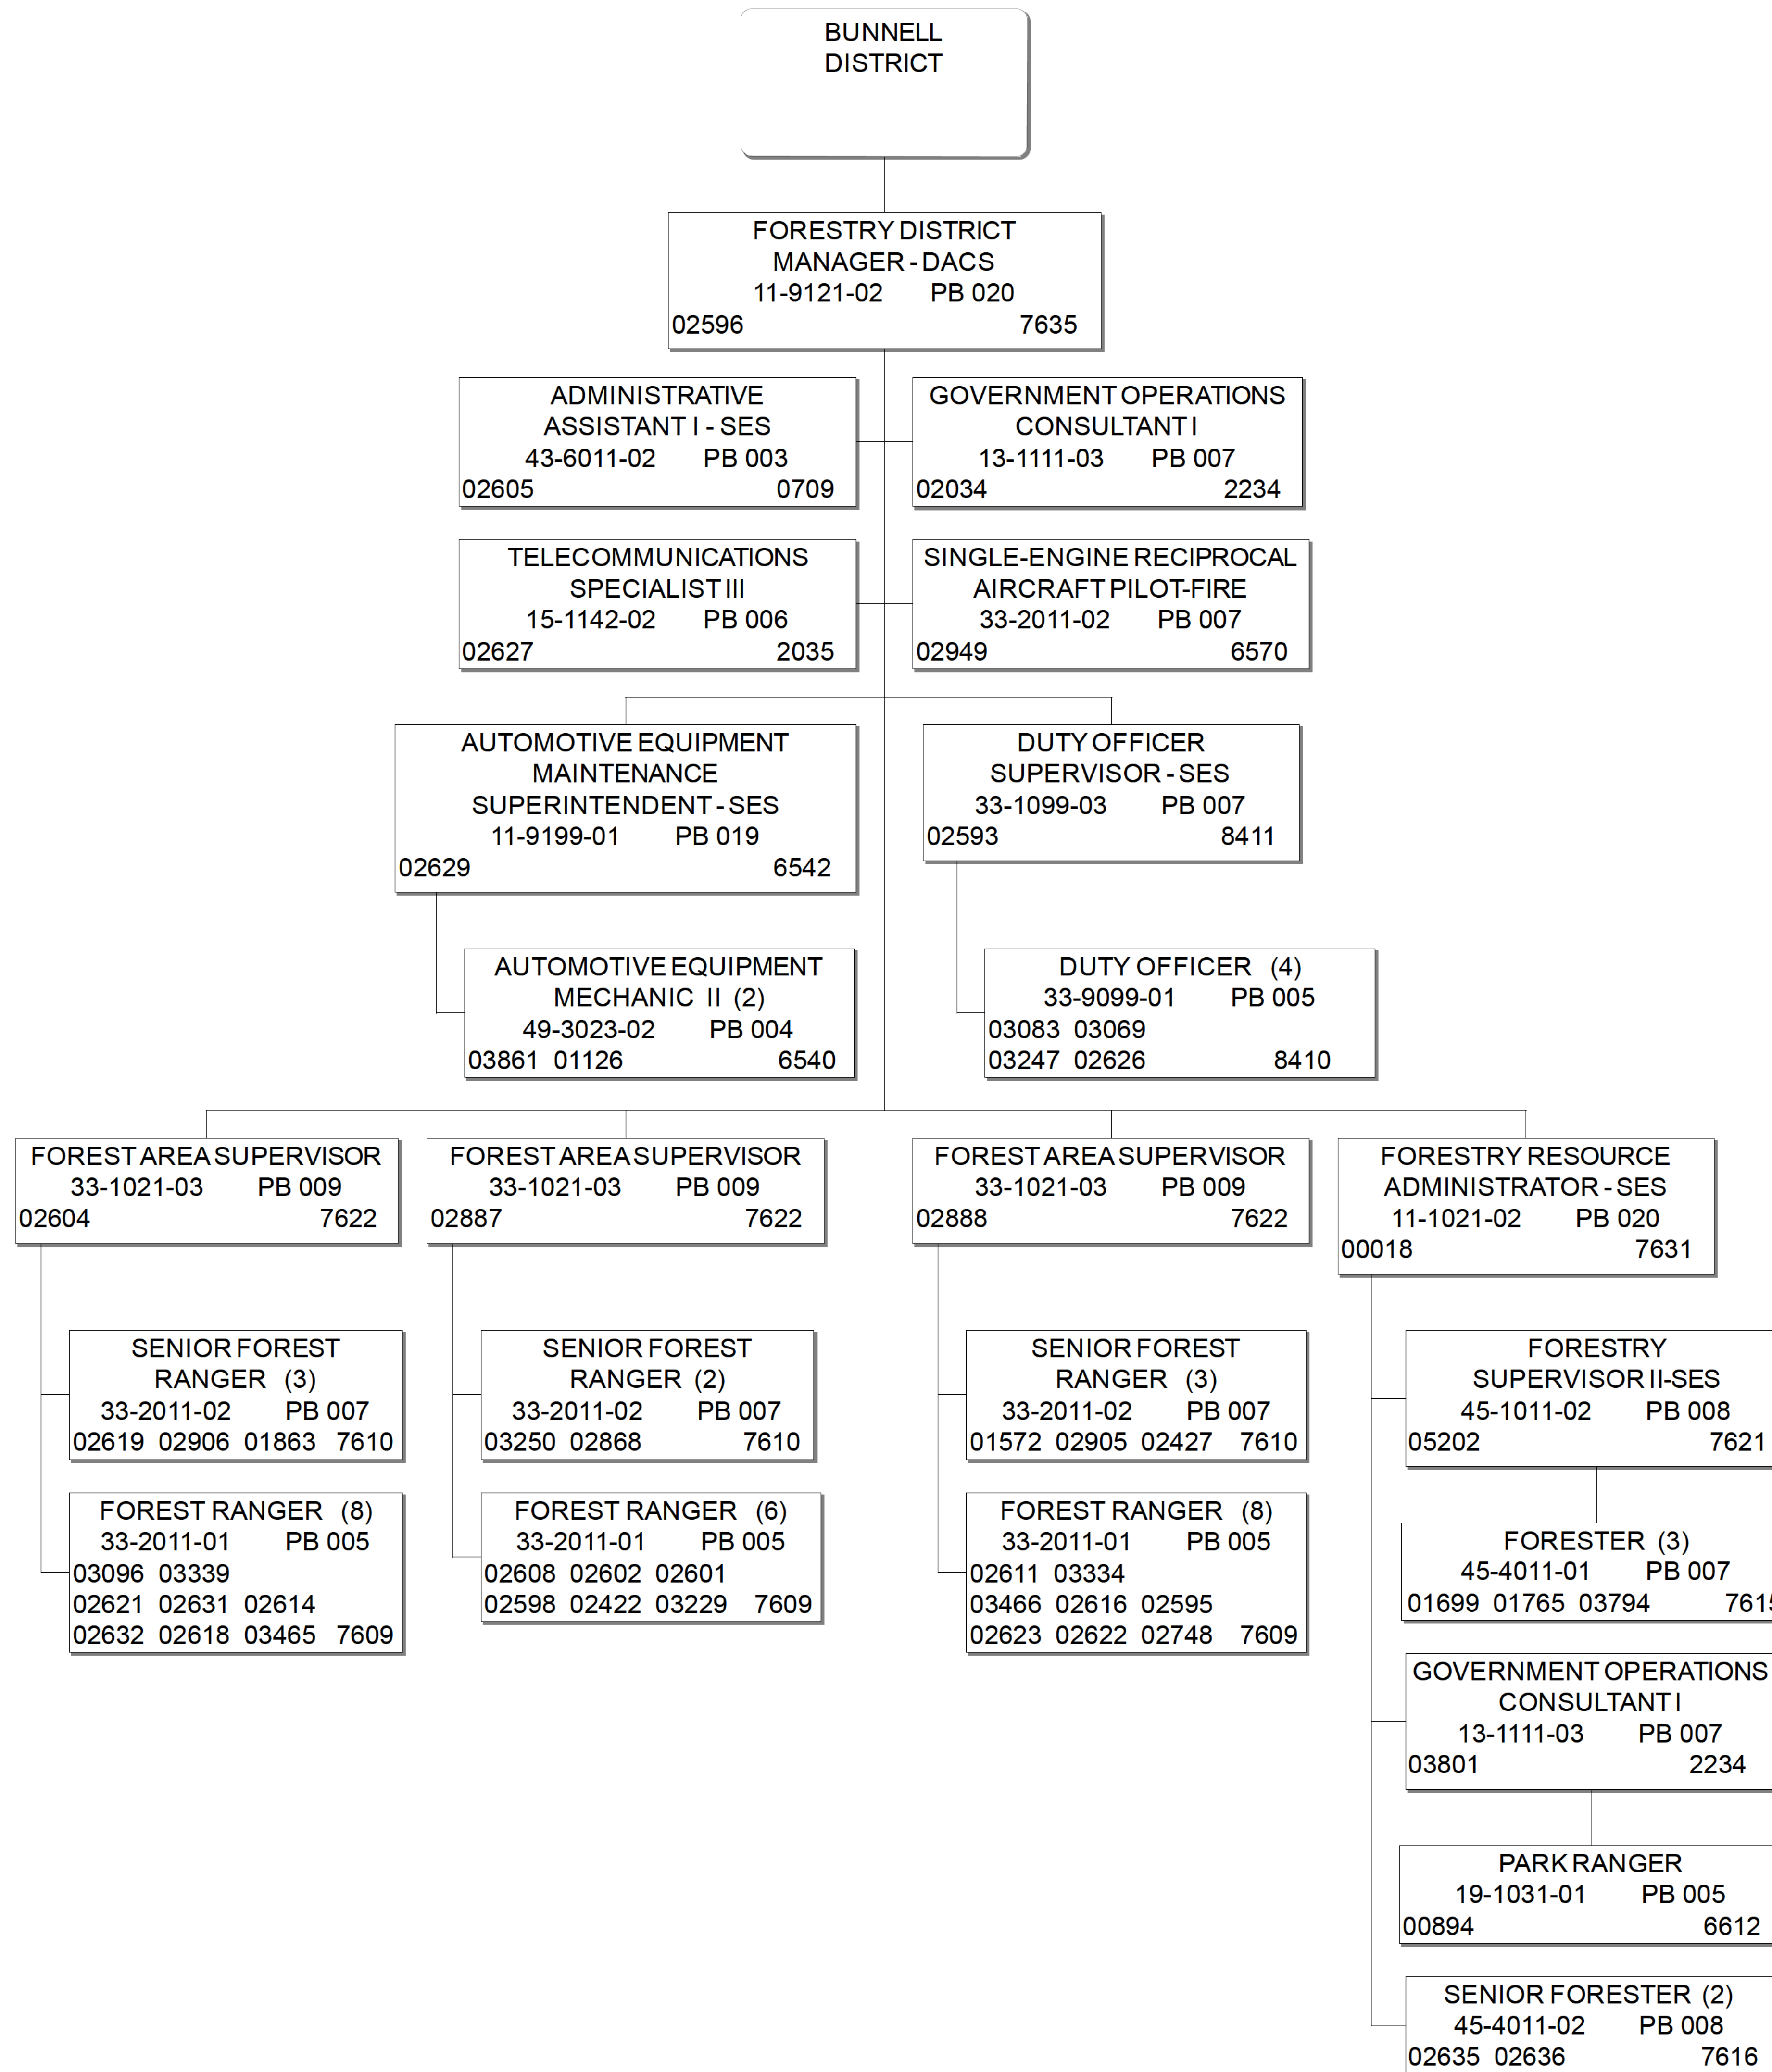 BUNNELL
DISTRICT
FORESTRY DISTRICT
MANAGER - DACS
11-9121-02 PB 020
02596 7635
ADMINISTRATIVE
ASSISTANT I - SES
43-6011-02 PB 003
02605 0709
GOVERNMENT OPERATIONS
CONSULTANT I
13-1111-03 PB 007
02034 2234
TELECOMMUNICATIONS
SPECIALIST III
15-1142-02 PB 006
02627 2035
SINGLE-ENGINE RECIPROCAL
AIRCRAFT PILOT-FIRE
33-2011-02 PB 007
02949 6570
AUTOMOTIVE EQUIPMENT
MAINTENANCE
SUPERINTENDENT - SES
11-9199-01 PB 019
02629 6542
DUTY OFFICER
SUPERVISOR - SES
33-1099-03 PB 007
02593 8411
AUTOMOTIVE EQUIPMENT
MECHANIC II (2)
49-3023-02 PB 004
03861 01126 6540
DUTY OFFICER (4)
33-9099-01 PB 005
03083 03069
03247 02626 8410
FOREST AREA SUPERVISOR
33-1021-03 PB 009
02604 7622
FOREST AREA SUPERVISOR
33-1021-03 PB 009
02887 7622
FOREST AREA SUPERVISOR
33-1021-03 PB 009
02888 7622
FORESTRY RESOURCE
ADMINISTRATOR - SES
11-1021-02 PB 020
00018 7631
SENIOR FOREST
RANGER (3)
33-2011-02 PB 007
02619 02906 01863 7610
SENIOR FOREST
RANGER (2)
33-2011-02 PB 007
03250 02868 7610
SENIOR FOREST
RANGER (3)
33-2011-02 PB 007
01572 02905 02427 7610
FORESTRY
SUPERVISOR II-SES
45-1011-02 PB 008
05202 7621
FOREST RANGER (8)
33-2011-01 PB 005
03096 03339
02621 02631 02614
02632 02618 03465 7609
FOREST RANGER (6)
33-2011-01 PB 005
02608 02602 02601
02598 02422 03229 7609
FOREST RANGER (8)
33-2011-01 PB 005
02611 03334
03466 02616 02595
02623 02622 02748 7609
FORESTER (3)
45-4011-01 PB 007
01699 01765 03794 7615
GOVERNMENT OPERATIONS
CONSULTANT I
13-1111-03 PB 007
03801 2234
PARK RANGER
19-1031-01 PB 005
00894 6612
SENIOR FORESTER (2)
45-4011-02 PB 008
02635 02636 7616